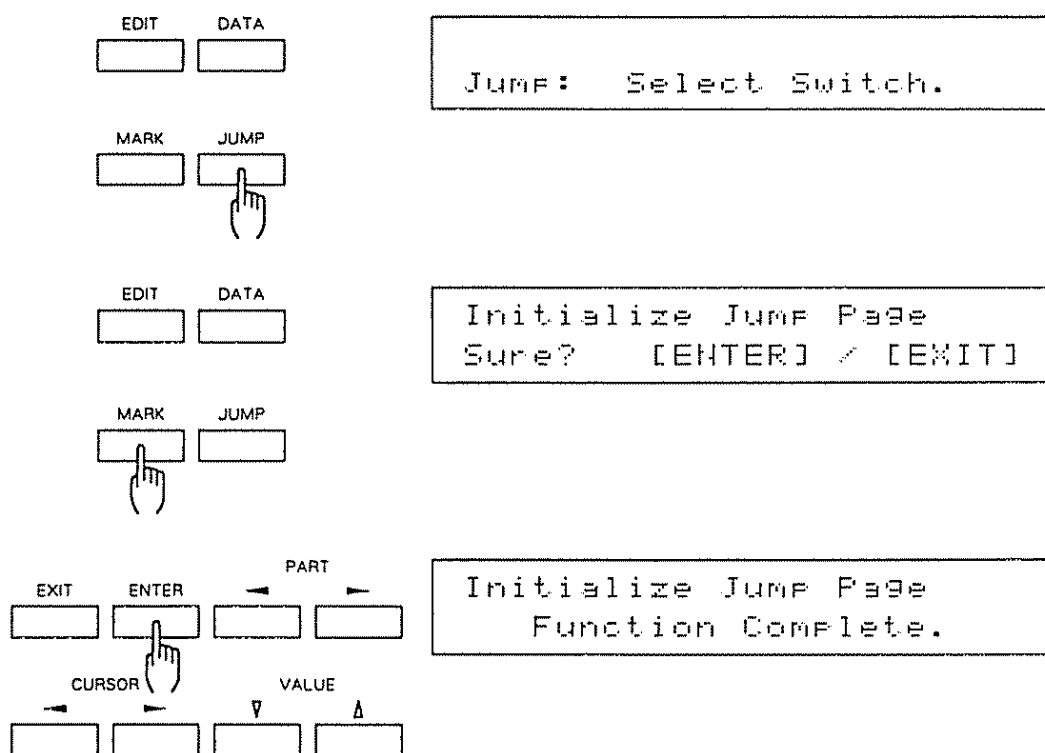 EDIT DATA
Jump: Select Switch.
MARK JUMP
EDIT DATA
Initialize Jump Page
Sure? [ENTER] / [EXIT]
MARK JUMP
PART
EXIT ENTER
Initialize Jump Page
Function Complete.
CURSOR VALUE